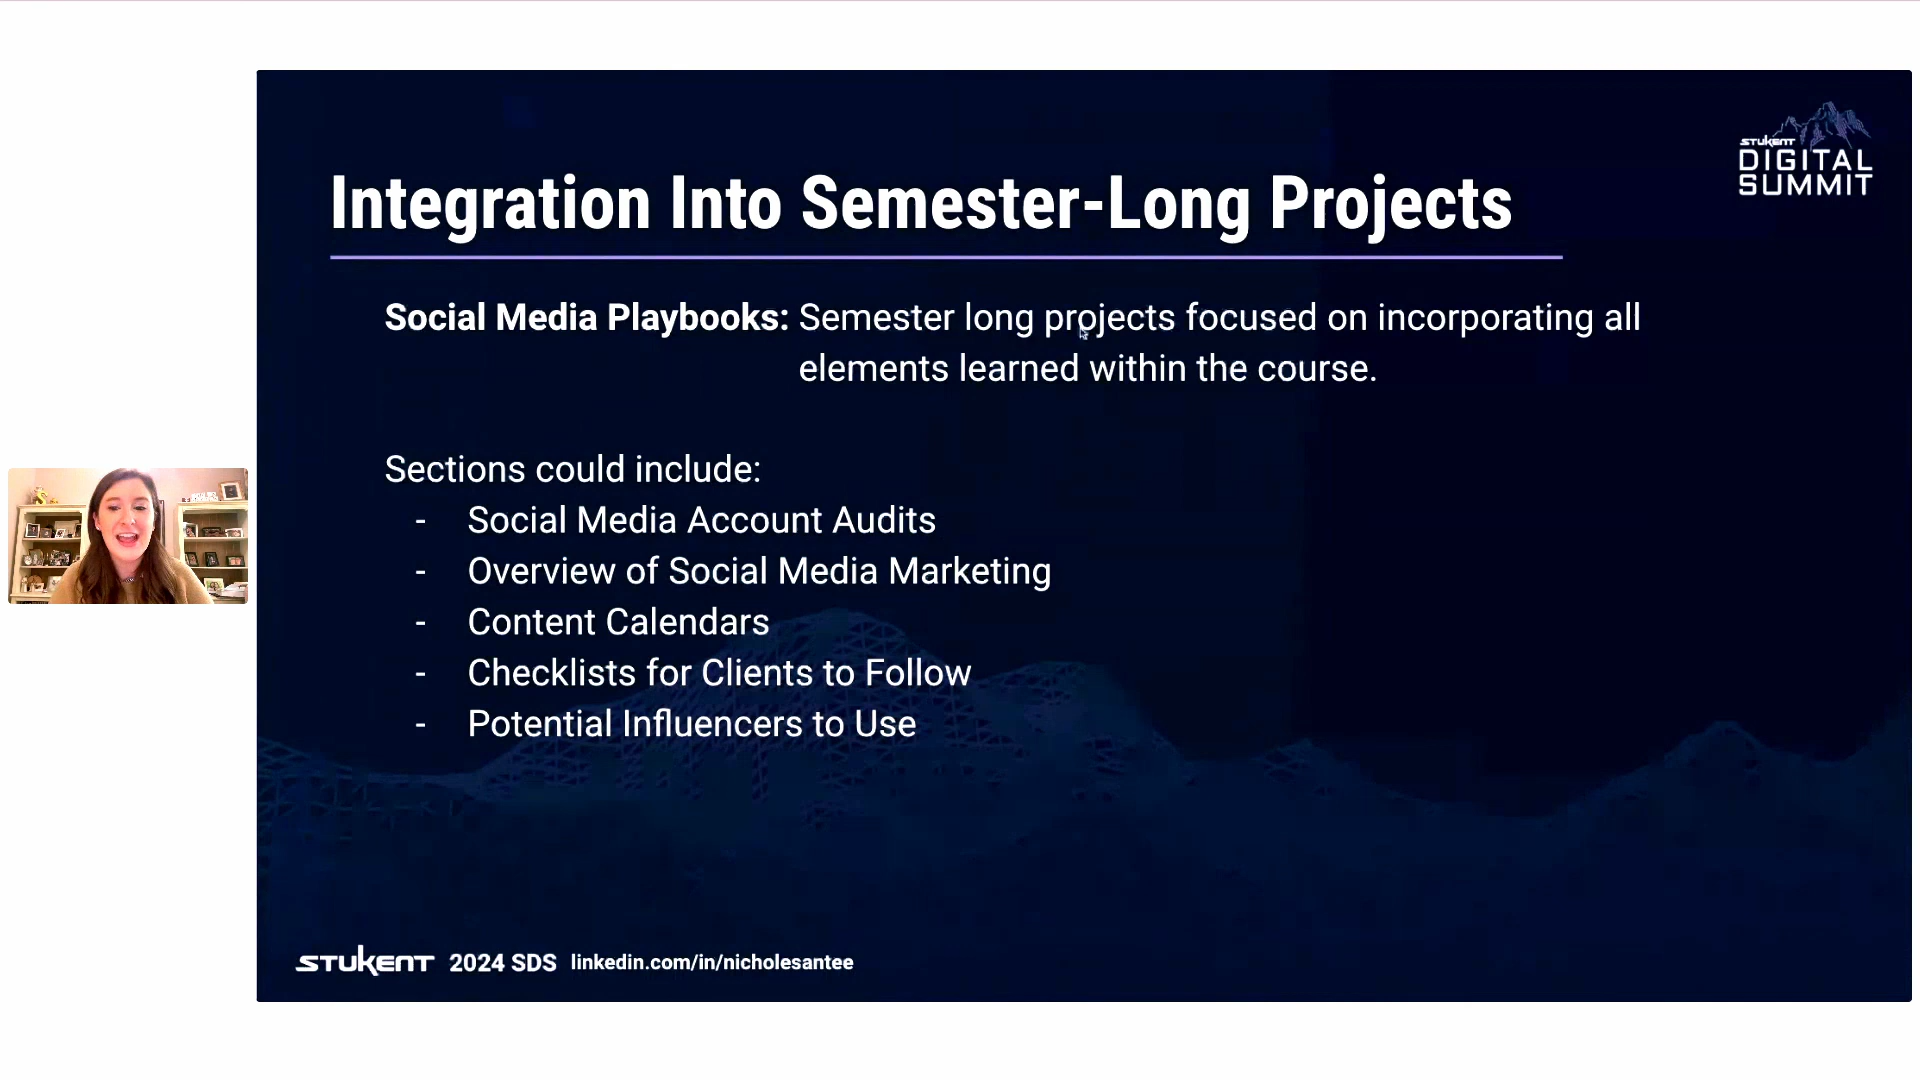 STUKENT
DIGITAL
SUMMIT
Integration Into Semester-Long Projects
Social Media Playbooks: Semester long projects focused on incorporating all
elements learned within the course.
Sections could include:
- Social Media Account Audits
- Overview of Social Media Marketing
- Content Calendars
- Checklists for Clients to Follow
- Potential Influencers to Use
STUKENT 2024 SDS linkedin.com/in/nicholesantee